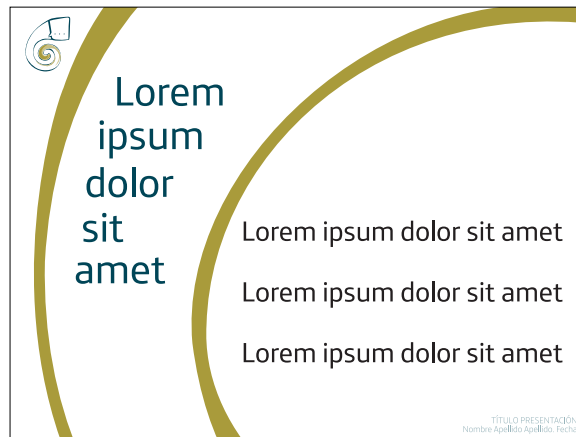 Lorem
ipsum
dolor
sit
amet
Lorem ipsum dolor sit amet
Lorem ipsum dolor sit amet
Lorem ipsum dolor sit amet
TÍTULO PRESENTACIÓN
Nombre Apellido Apellido. Fecha